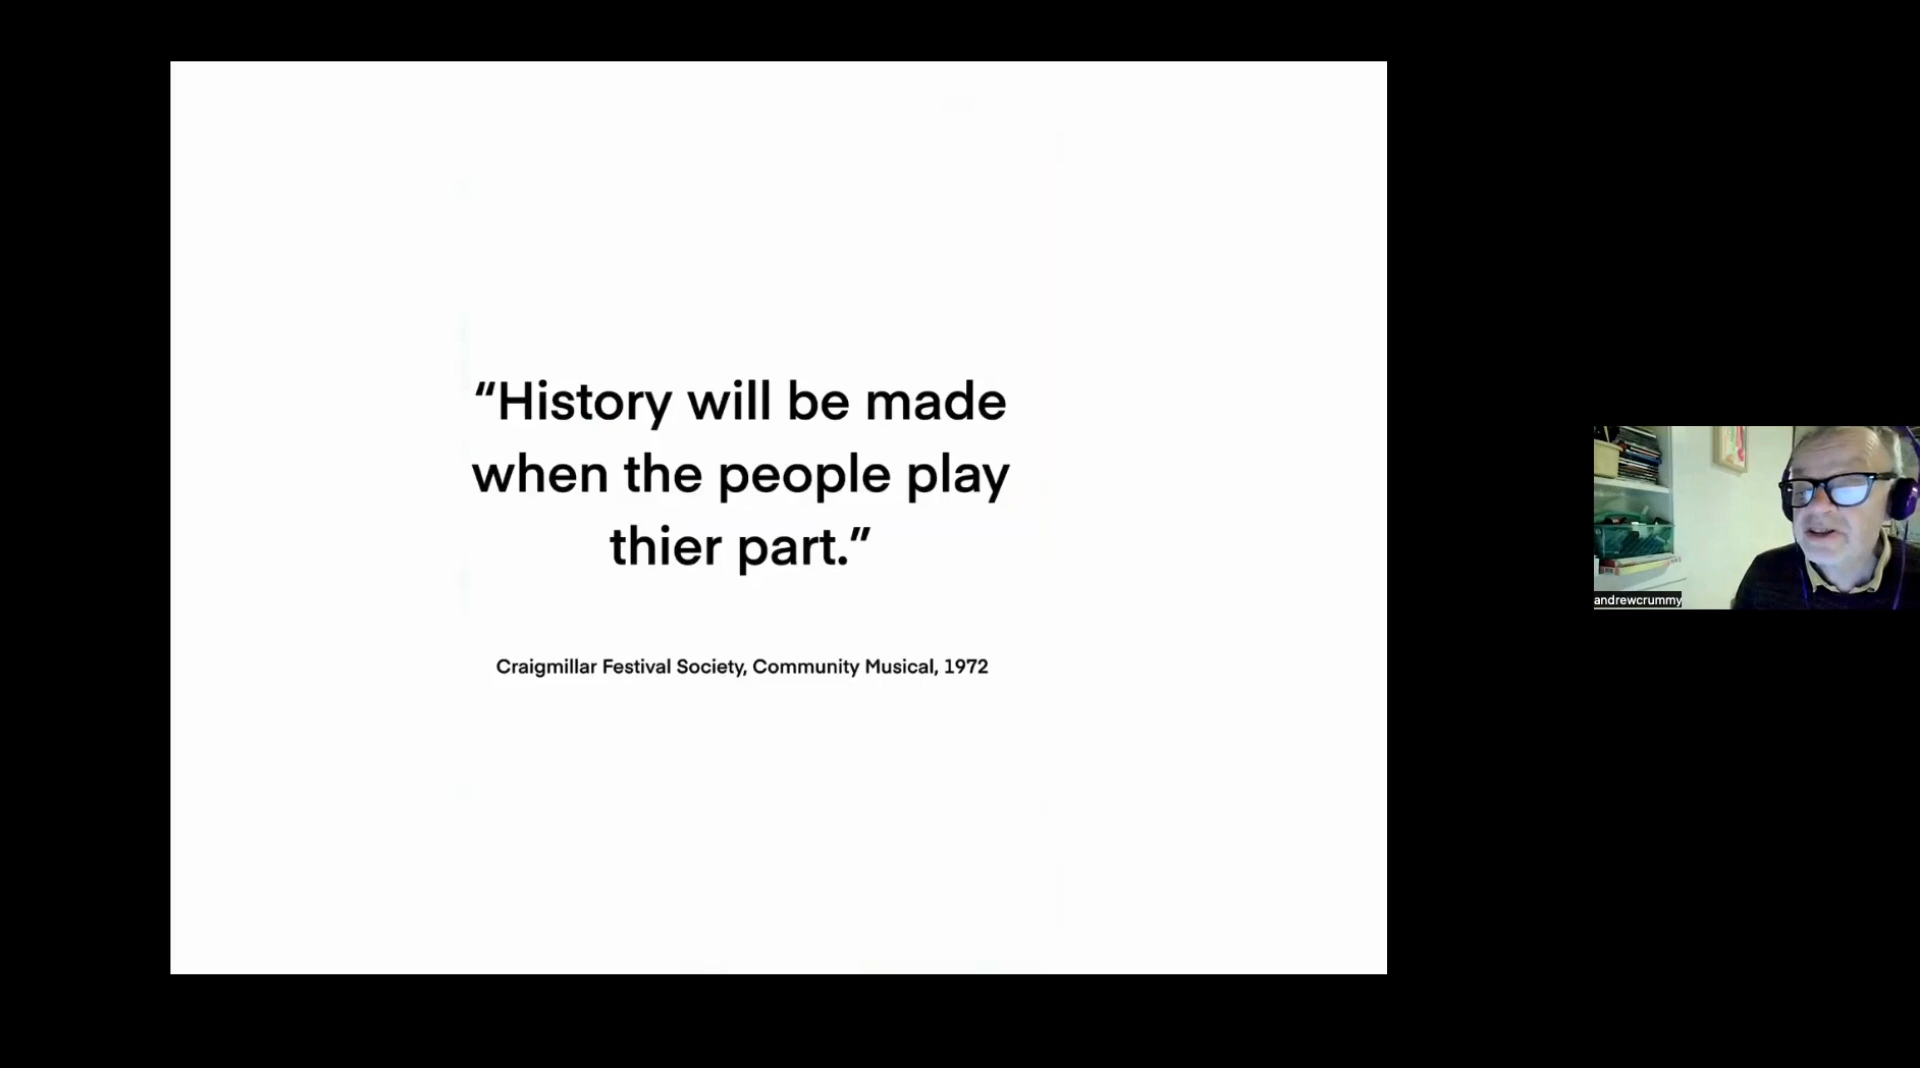 “History will be made
when the people play
thier part.”
Craigmillar Festival Society, Community Musical, 1972
andrewcrummy